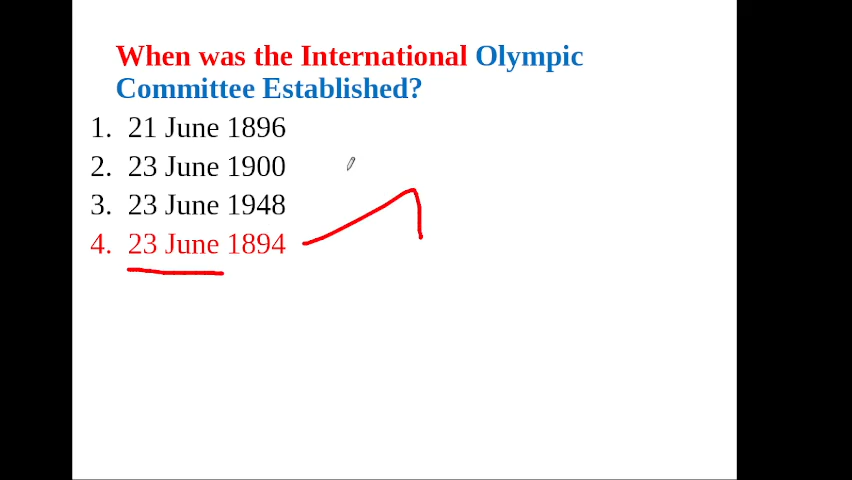 When was the International Olympic
Committee Established?
1. 21 June 1896
2. 23 June 1900
3. 23 June 1948
4. 23 June 1894